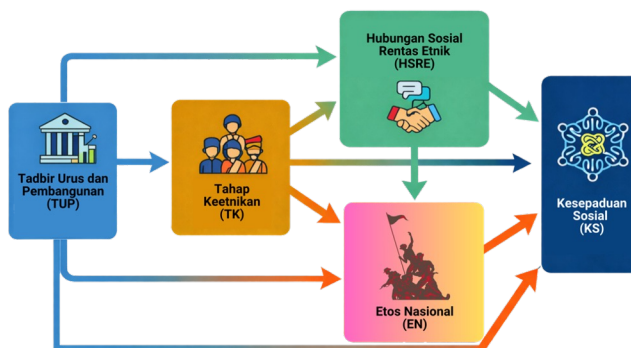 Tadbir Urus dan
Pembangunan
(TUP)
Tahap
Keetnikan
(TK)
Hubungan Sosial
Rentas Etnik
(HSRE)
Etos Nasional
(EN)
Kesepaduan
Sosial
(KS)